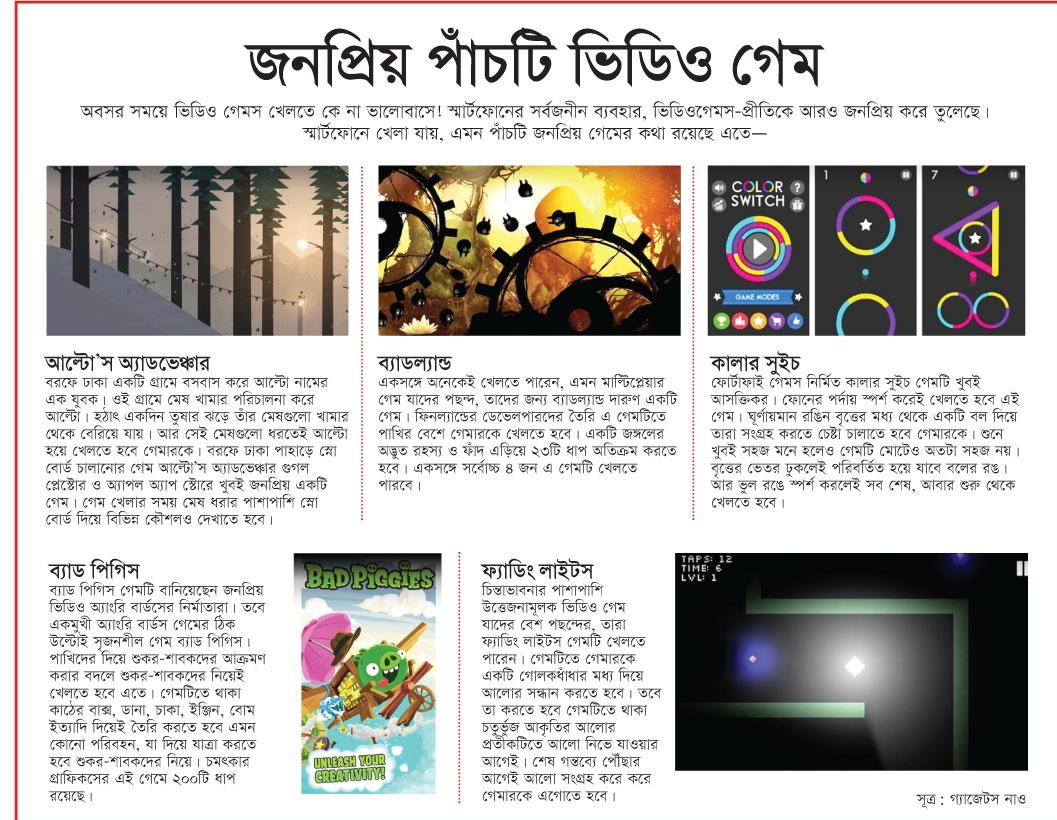 জনপ্রিয় পাঁচটি ভিডিও গেম
অবসর সময়ে ভিডিও গেমস খেলতে কে না ভালোবাসে! স্মার্টফোনের সর্বজনীন ব্যবহার, ভিডিওগেমস-প্রীতিকে আরও জনপ্রিয় করে তুলেছে।
স্মার্টফোনে খেলা যায়, এমন পাঁচটি জনপ্রিয় গেমের কথা রয়েছে এতে—
আল্টো'স অ্যাডভেঞ্চার
বরফে ঢাকা একটি গ্রামে বসবাস করে আল্টো নামের
এক যুবক। ওই গ্রামে মেষ খামার পরিচালনা করে
আল্টো। হঠাৎ একদিন তুষার ঝড়ে তাঁর মেষগুলো খামার
থেকে বেরিয়ে যায়। আর সেই মেষগুলো ধরতেই আল্টো
হয়ে খেলতে হবে গেমারকে। বরফে ঢাকা পাহাড়ে স্নো
বোর্ড চালানোর গেম আল্টো'স অ্যাডভেঞ্চার গুগল
প্লেস্টোর ও অ্যাপল অ্যাপ স্টোরে খুবই জনপ্রিয় একটি
গেম। গেম খেলার সময় মেষ ধরার পাশাপাশি স্নো
বোর্ড দিয়ে বিভিন্ন কৌশলও দেখাতে হবে।
ব্যাডল্যান্ড
একসঙ্গে অনেকেই খেলতে পারেন, এমন মাল্টিপ্লেয়ার
গেম যাদের পছন্দ, তাদের জন্য ব্যাডল্যান্ড দারুণ একটি
গেম। ফিনল্যান্ডের ডেভেলপারদের তৈরি এ গেমটিতে
পাখির বেশে গেমারকে খেলতে হবে। একটি জঙ্গলের
অদ্ভুত রহস্য ও ফাঁদ এড়িয়ে ২৩টি ধাপ অতিক্রম করতে
হবে। একসঙ্গে সর্বোচ্চ ৪ জন এ গেমটি খেলতে
পারবে।
COLOR
SWITCH
?
GAME MODES
1
7
কালার সুইচ
ফোর্টাফাই গেমস নির্মিত কালার সুইচ গেমটি খুবই
আসক্তিকর। ফোনের পর্দায় স্পর্শ করেই খেলতে হবে এই
গেম। ঘূর্ণায়মান রঙিন বৃত্তের মধ্য থেকে একটি বল দিয়ে
তারা সংগ্রহ করতে চেষ্টা চালাতে হবে গেমারকে। শুনে
খুবই সহজ মনে হলেও গেমটি মোটেও অতটা সহজ নয়।
বৃত্তের ভেতর ঢুকলেই পরিবর্তিত হয়ে যাবে বলের রঙ।
আর ভুল রঙে স্পর্শ করলেই সব শেষ, আবার শুরু থেকে
খেলতে হবে।
ব্যাড পিগিস
ব্যাড পিগিস গেমটি বানিয়েছেন জনপ্রিয়
ভিডিও অ্যাংরি বার্ডসের নির্মাতারা। তবে
একমুখী অ্যাংরি বার্ডস গেমের ঠিক
উল্টোই সৃজনশীল গেম ব্যাড পিগিস।
পাখিদের দিয়ে শুকর-শাবকদের আক্রমণ
করার বদলে শুকর-শাবকদের নিয়েই
খেলতে হবে এতে। গেমটিতে থাকা
কাঠের বাক্স, ডানা, চাকা, ইঞ্জিন, বোম
ইত্যাদি দিয়েই তৈরি করতে হবে এমন
কোনো পরিবহন, যা দিয়ে যাত্রা করতে
হবে শুকর-শাবকদের নিয়ে। চমৎকার
গ্রাফিকসের এই গেমে ২০০টি ধাপ
রয়েছে।
BAD PIGGIES
UNLEASH YOUR
CREATIVITY!
ফ্যাডিং লাইটস
চিন্তাভাবনার পাশাপাশি
উত্তেজনামূলক ভিডিও গেম
যাদের বেশ পছন্দের, তারা
ফ্যাডিং লাইটস গেমটি খেলতে
পারেন। গেমটিতে গেমারকে
একটি গোলকধাঁধার মধ্য দিয়ে
আলোর সন্ধান করতে হবে। তবে
তা করতে হবে গেমটিতে থাকা
চতুর্ভুজ আকৃতির আলোর
প্রতীকটিতে আলো নিভে যাওয়ার
আগেই। শেষ গন্তব্যে পৌঁছার
আগেই আলো সংগ্রহ করে করে
গেমারকে এগোতে হবে।
TAPS: 12
TIME: 6
LVL: 1
সূত্র : গ্যাজেটস নাও